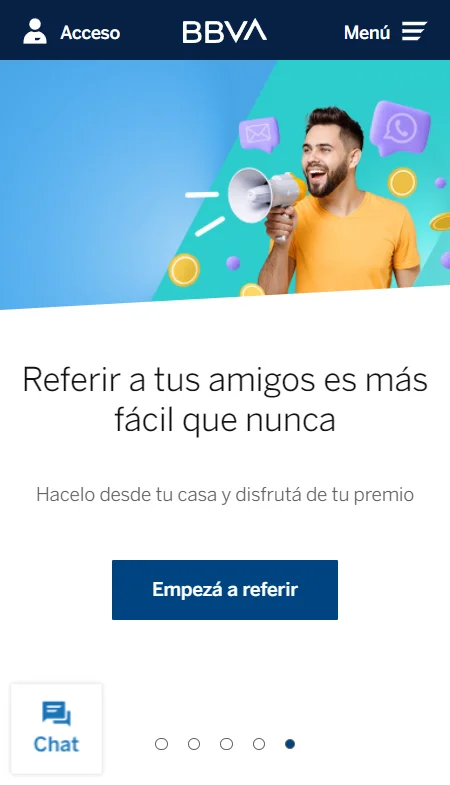 Acceso
BBVA
Menú
Referir a tus amigos es más
fácil que nunca
Hacelo desde tu casa y disfrutá de tu premio
Empezá a referir
Chat